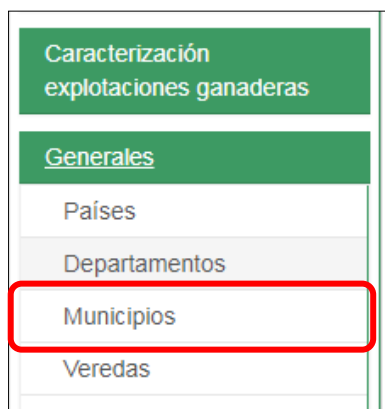 Caracterización
explotaciones ganaderas
Generales
Países
Departamentos
Municipios
Veredas